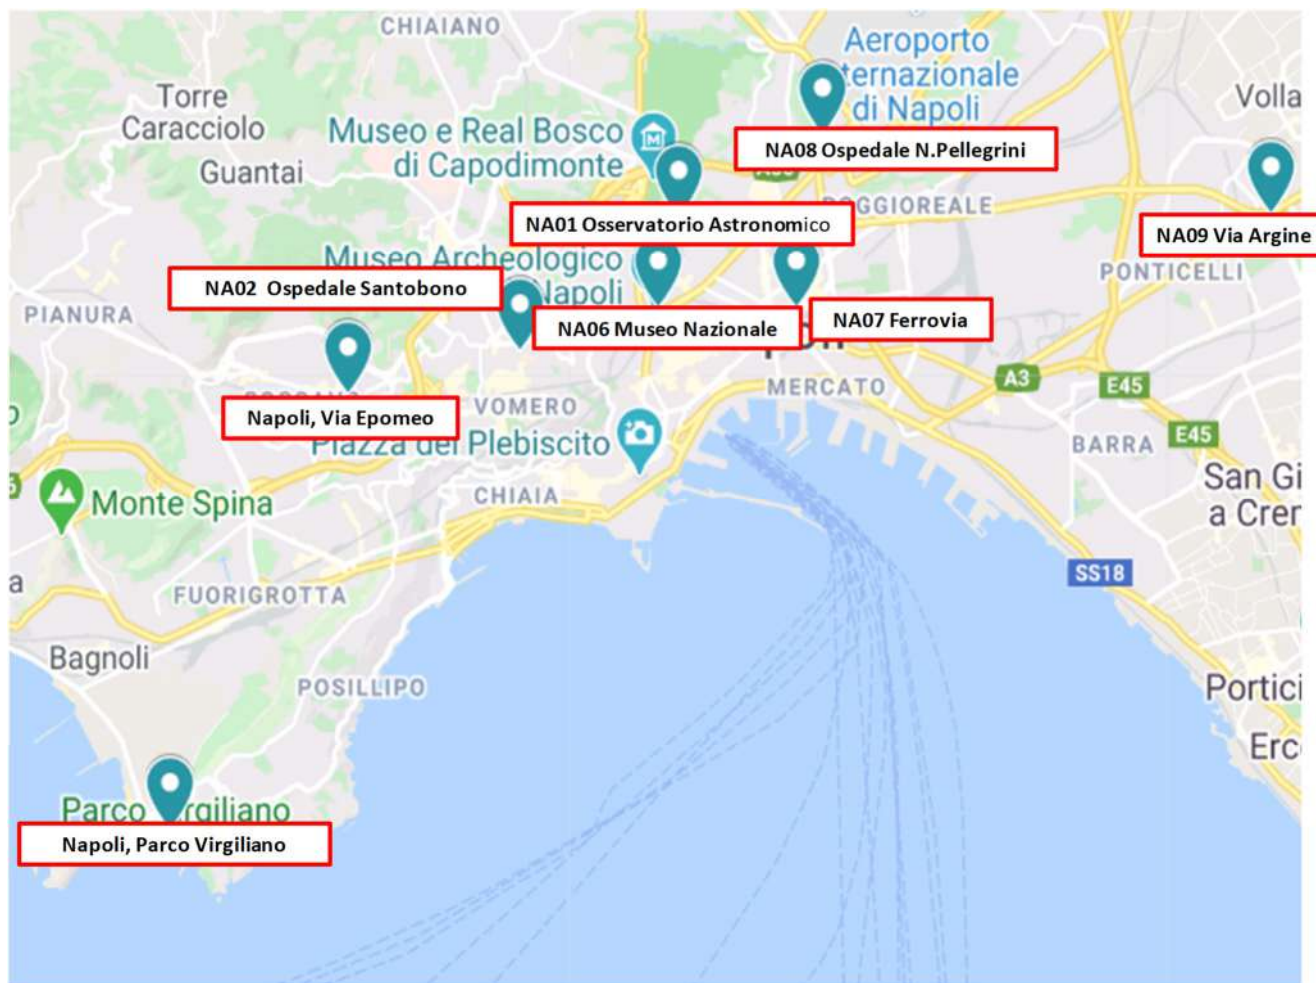 CHIAIANO
Aeroporto
ternazionale
di Napoli
Torre
Caracciolo
Volla
Museo e Real Bosco
di Capodimonte
M
Guantai
NA08 Ospedale N.Pellegrini
NA01 Osservatorio Astronomico
OGGIOREALE
NA09 Via Argine
Museo Archeologico
Napoli
PONTICELLI
NA02 Ospedale Santobono
PIANURA
NA06 Museo Nazionale
NA07 Ferrovia
MERCATO
A3
E45
Napoli, Via Epomeo
VOMERO
Piazza del Plebiscito
BARRA
E45
Monte Spina
CHIAIA
San Gi
a Crer
SS18
a
FUORIGROTTA
Bagnoli
POSILLIPO
Portici
Erc
Parco rgiliano
Napoli, Parco Virgiliano